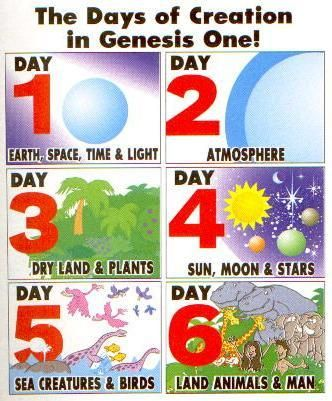 The Days of Creation
in Genesis One!
DAY
1
EARTH, SPACE, TIME & LIGHT
DAY
2
ATMOSPHERE
DAY
3
DRY LAND & PLANTS
DAY
4
SUN, MOON & STARS
DAY
5
SEA CREATURES & BIRDS
DAY
6
LAND ANIMALS & MAN